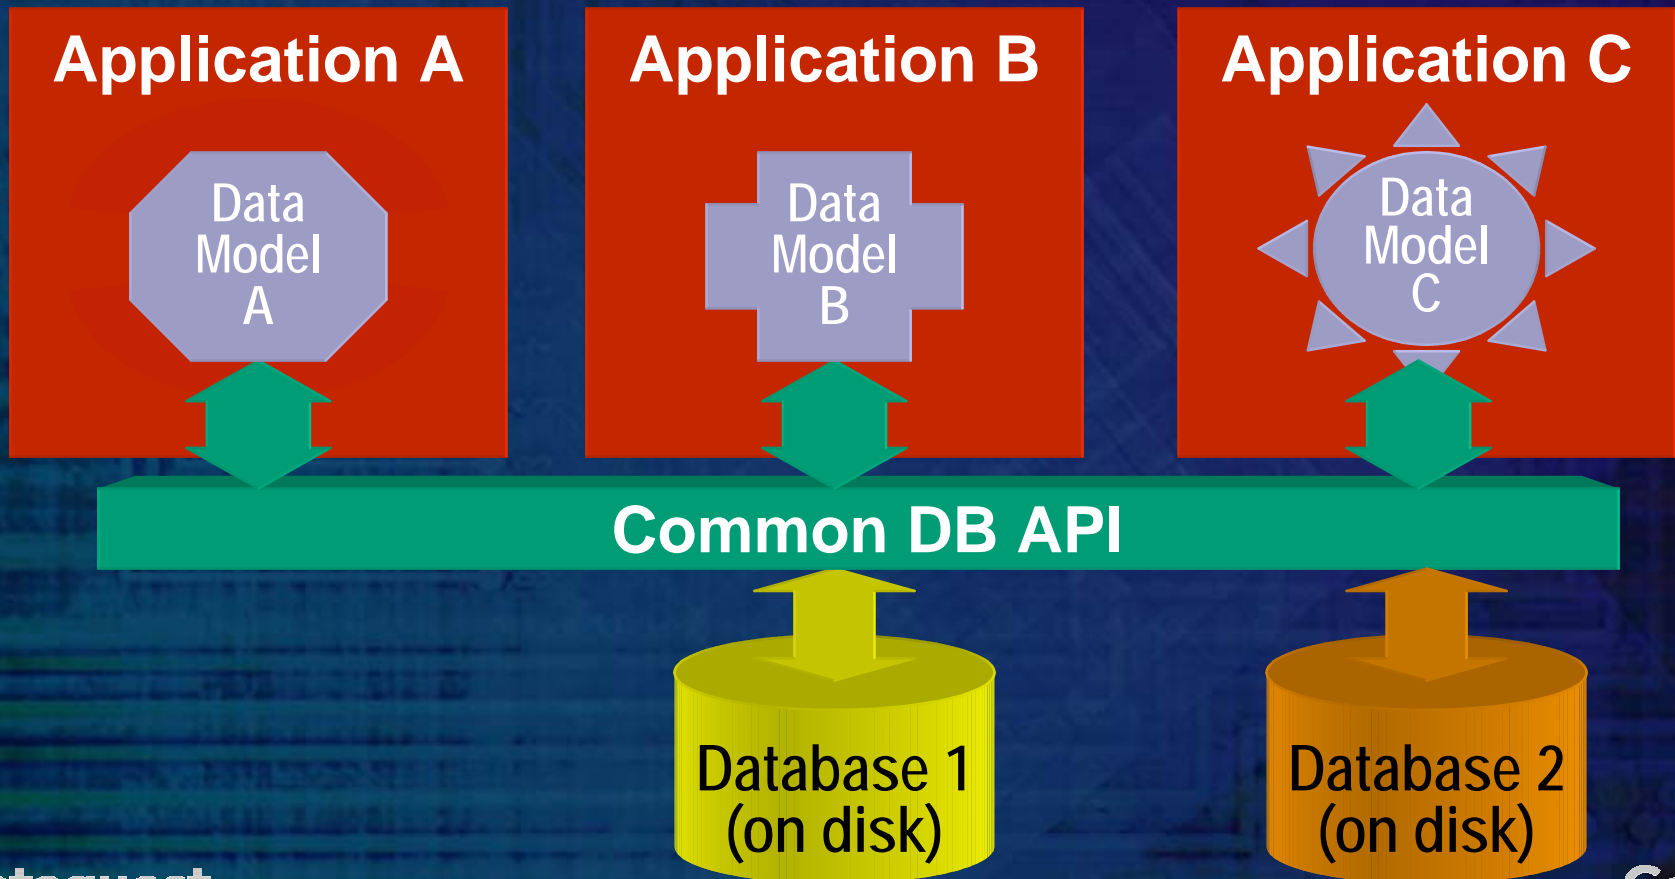 Application A
Application B
Application C
Data
Model
A
Data
Model
B
Data
Model
C
Common DB API
Database 1
(on disk)
Database 2
(on disk)